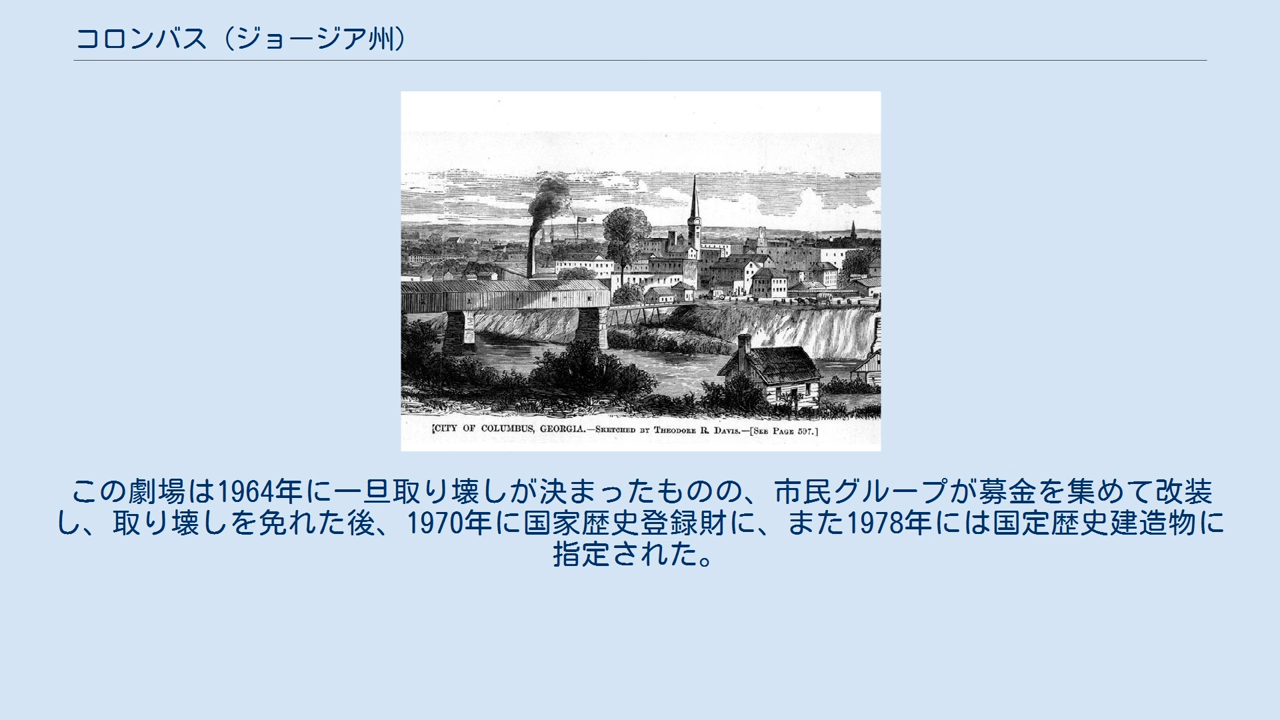 コロンバス（ジョージア州）
[CITY OF COLUMBUS, GEORGIA.—Sketched by Theodore R. Davis.—[See Page 597.]
この劇場は1964年に一旦取り壊しが決まったものの、市民グループが募金を集めて改装
し、取り壊しを免れた後、1970年に国家歴史登録財に、また1978年には国定歴史建造物に
指定された。